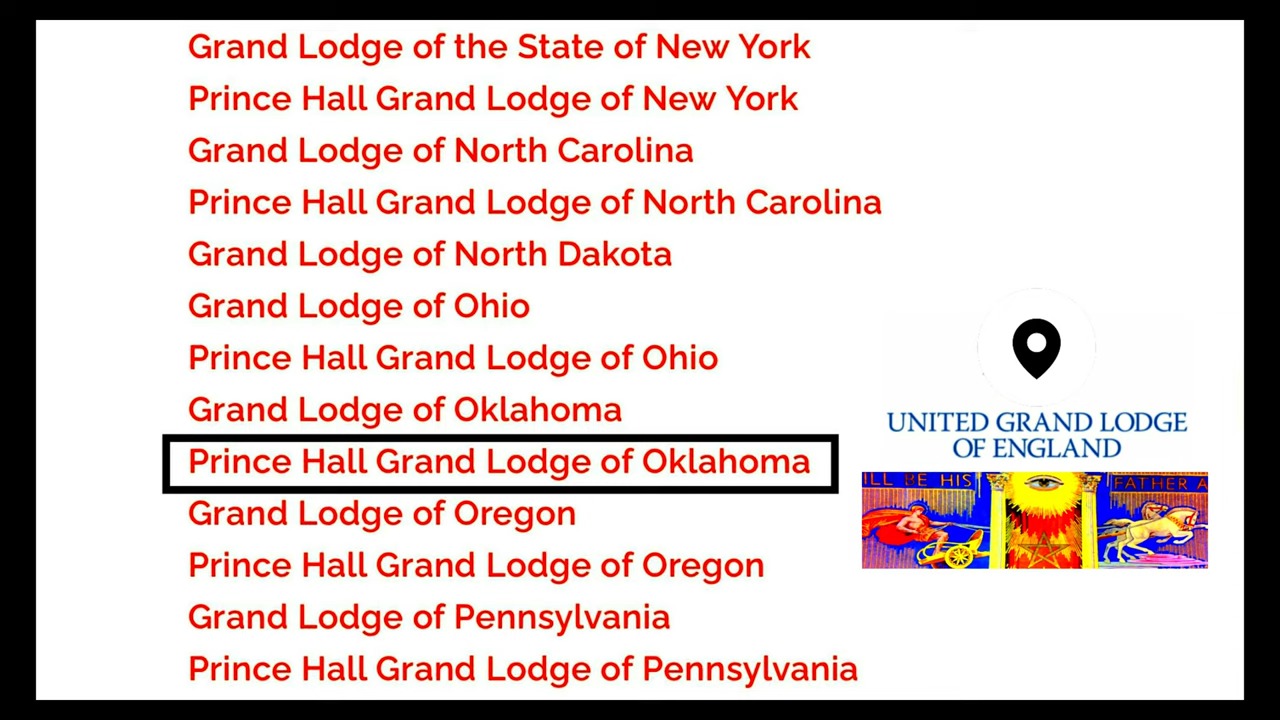 Grand Lodge of the State of New York
Prince Hall Grand Lodge of New York
Grand Lodge of North Carolina
Prince Hall Grand Lodge of North Carolina
Grand Lodge of North Dakota
Grand Lodge of Ohio
Prince Hall Grand Lodge of Ohio
Grand Lodge of Oklahoma
Prince Hall Grand Lodge of Oklahoma
Grand Lodge of Oregon
Prince Hall Grand Lodge of Oregon
Grand Lodge of Pennsylvania
Prince Hall Grand Lodge of Pennsylvania
UNITED GRAND LODGE
OF ENGLAND
ILL BE HIS FATHER A